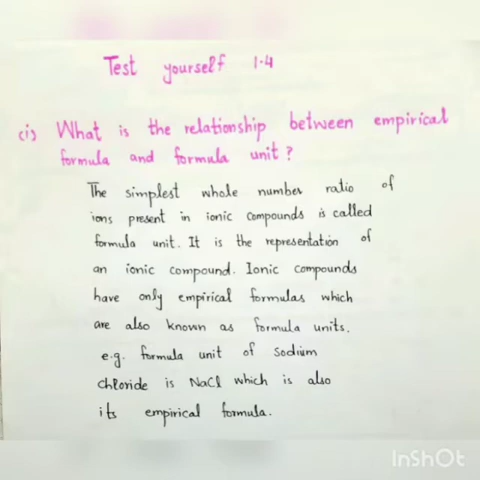 Test yourself 1.4
(i) What is the relationship between empirical
formula and formula unit?
The simplest whole number ratio of
ions present in ionic compounds is called
formula unit. It is the representation of
an ionic compound. Ionic compounds
have only empirical formulas which
are also known as formula units.
e.g. formula unit of sodium
chloride is NaCl which is also
its empirical formula.
InShOt